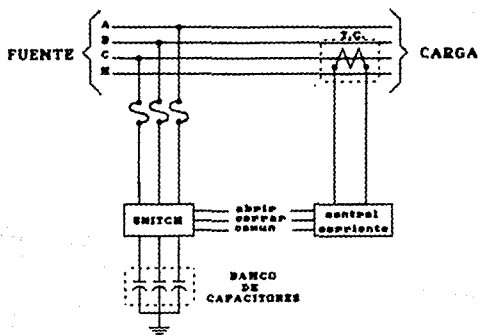 A
B
C
N
FUENTE
CARGA
T.C.
SWITCH
abrir
cerrar
comun
control
corriente
BANCO
DE
CAPACITORES